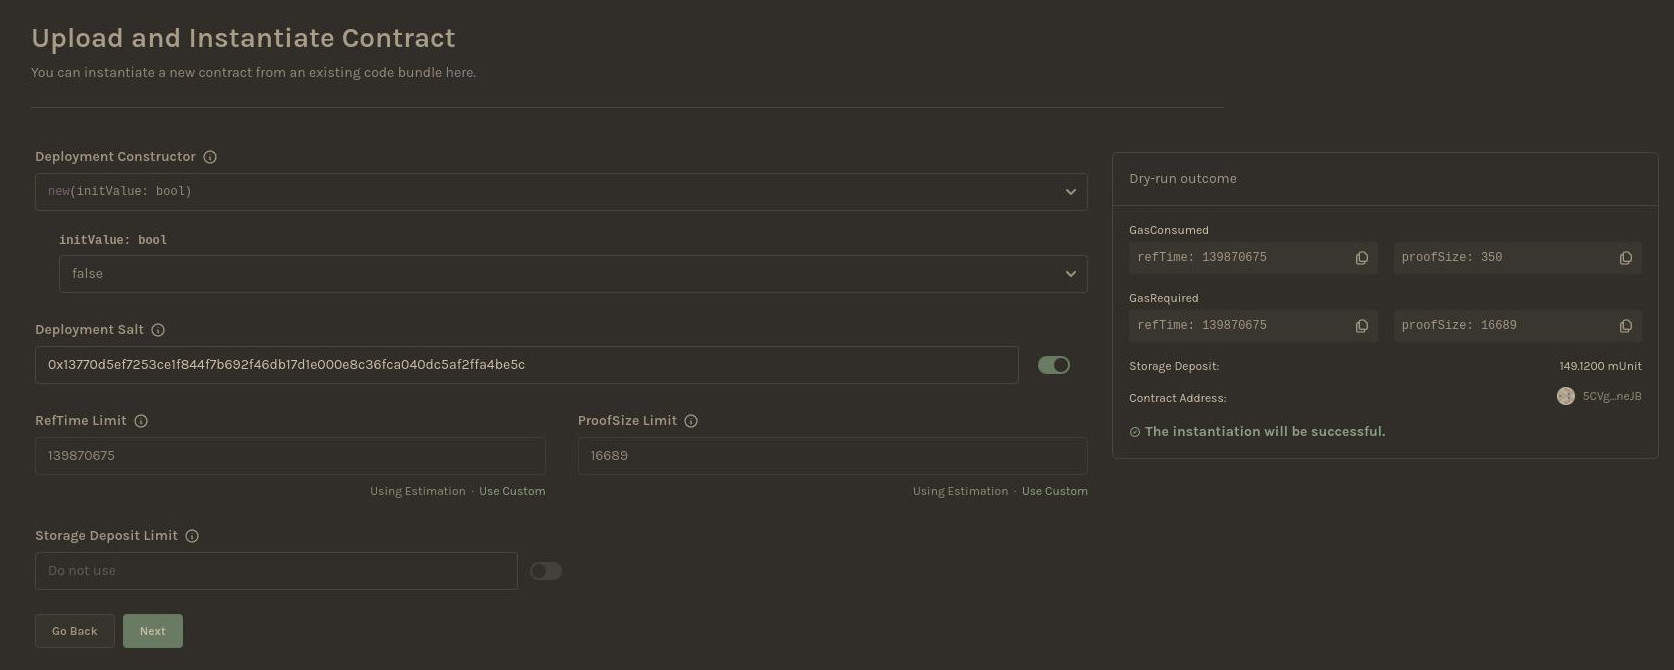 Upload and Instantiate Contract
You can instantiate a new contract from an existing code bundle here.
Deployment Constructor
new(initValue: bool)
initValue: bool
false
Deployment Salt
0x13770d5ef7253ce1f844f7b692f46db17d1e000e8c36fca040dc5af2ffa4be5c
RefTime Limit
139870675
Using Estimation · Use Custom
ProofSize Limit
16689
Using Estimation · Use Custom
Storage Deposit Limit
Do not use
Go Back
Next
Dry-run outcome
GasConsumed
refTime: 139870675
proofSize: 350
GasRequired
refTime: 139870675
proofSize: 16689
Storage Deposit: 149.1200 mUnit
Contract Address: 5CVg...neJB
The instantiation will be successful.